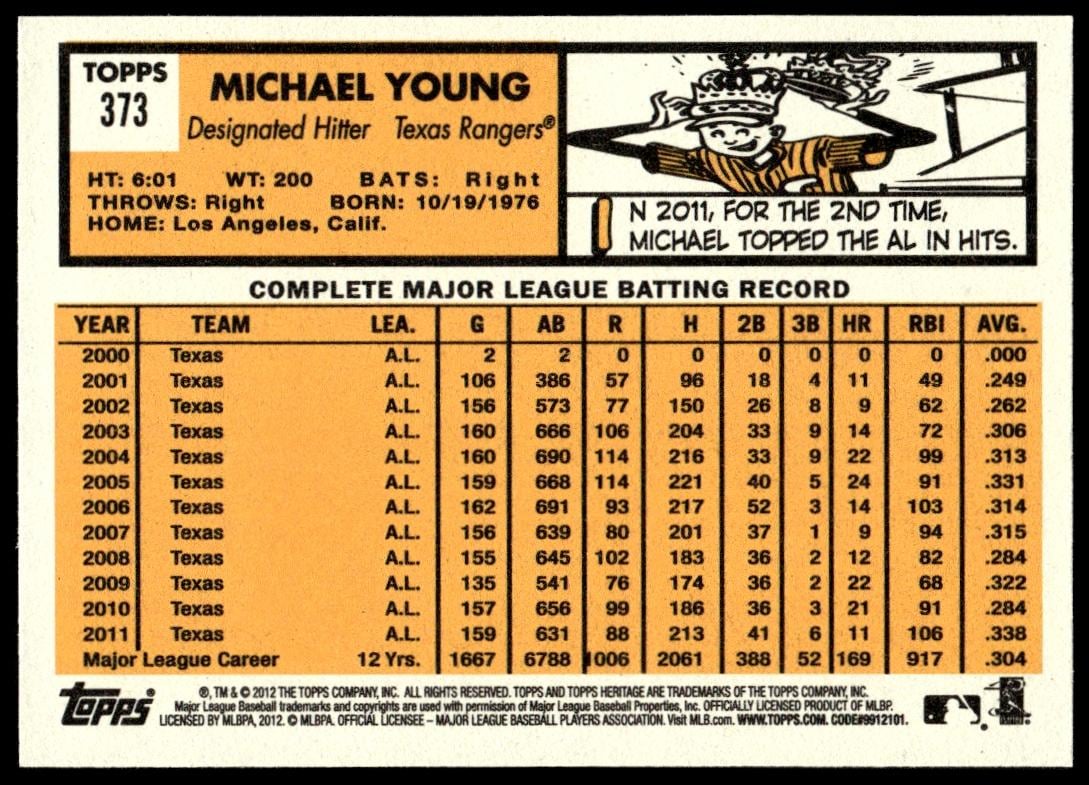 TOPPS
373
MICHAEL YOUNG
Designated Hitter Texas Rangers®
HT: 6:01 WT: 200 BATS: Right
THROWS: Right BORN: 10/19/1976
HOME: Los Angeles, Calif.
IN 2011, FOR THE 2ND TIME,
MICHAEL TOPPED THE AL IN HITS.
COMPLETE MAJOR LEAGUE BATTING RECORD
YEAR TEAM LEA. G AB R H 2B 3B HR RBI AVG.
2000 Texas A.L. 2 2 0 0 0 0 0 0 .000
2001 Texas A.L. 106 386 57 96 18 4 11 49 .249
2002 Texas A.L. 156 573 77 150 26 8 9 62 .262
2003 Texas A.L. 160 666 106 204 33 9 14 72 .306
2004 Texas A.L. 160 690 114 216 33 9 22 99 .313
2005 Texas A.L. 159 668 114 221 40 5 24 91 .331
2006 Texas A.L. 162 691 93 217 52 3 14 103 .314
2007 Texas A.L. 156 639 80 201 37 1 9 94 .315
2008 Texas A.L. 155 645 102 183 36 2 12 82 .284
2009 Texas A.L. 135 541 76 174 36 2 22 68 .322
2010 Texas A.L. 157 656 99 186 36 3 21 91 .284
2011 Texas A.L. 159 631 88 213 41 6 11 106 .338
Major League Career 12 Yrs. 1667 6788 1006 2061 388 52 169 917 .304
topps®
®, TM & © 2012 THE TOPPS COMPANY, INC. ALL RIGHTS RESERVED. TOPPS AND TOPPS HERITAGE ARE TRADEMARKS OF THE TOPPS COMPANY, INC.
Major League Baseball trademarks and copyrights are used with permission of Major League Baseball Properties, Inc. OFFICIALLY LICENSED PRODUCT OF MLBP.
LICENSED BY MLBPA, 2012. © MLBPA. OFFICIAL LICENSEE – MAJOR LEAGUE BASEBALL PLAYERS ASSOCIATION. Visit MLB.com. WWW.TOPPS.COM. CODE#9912101.